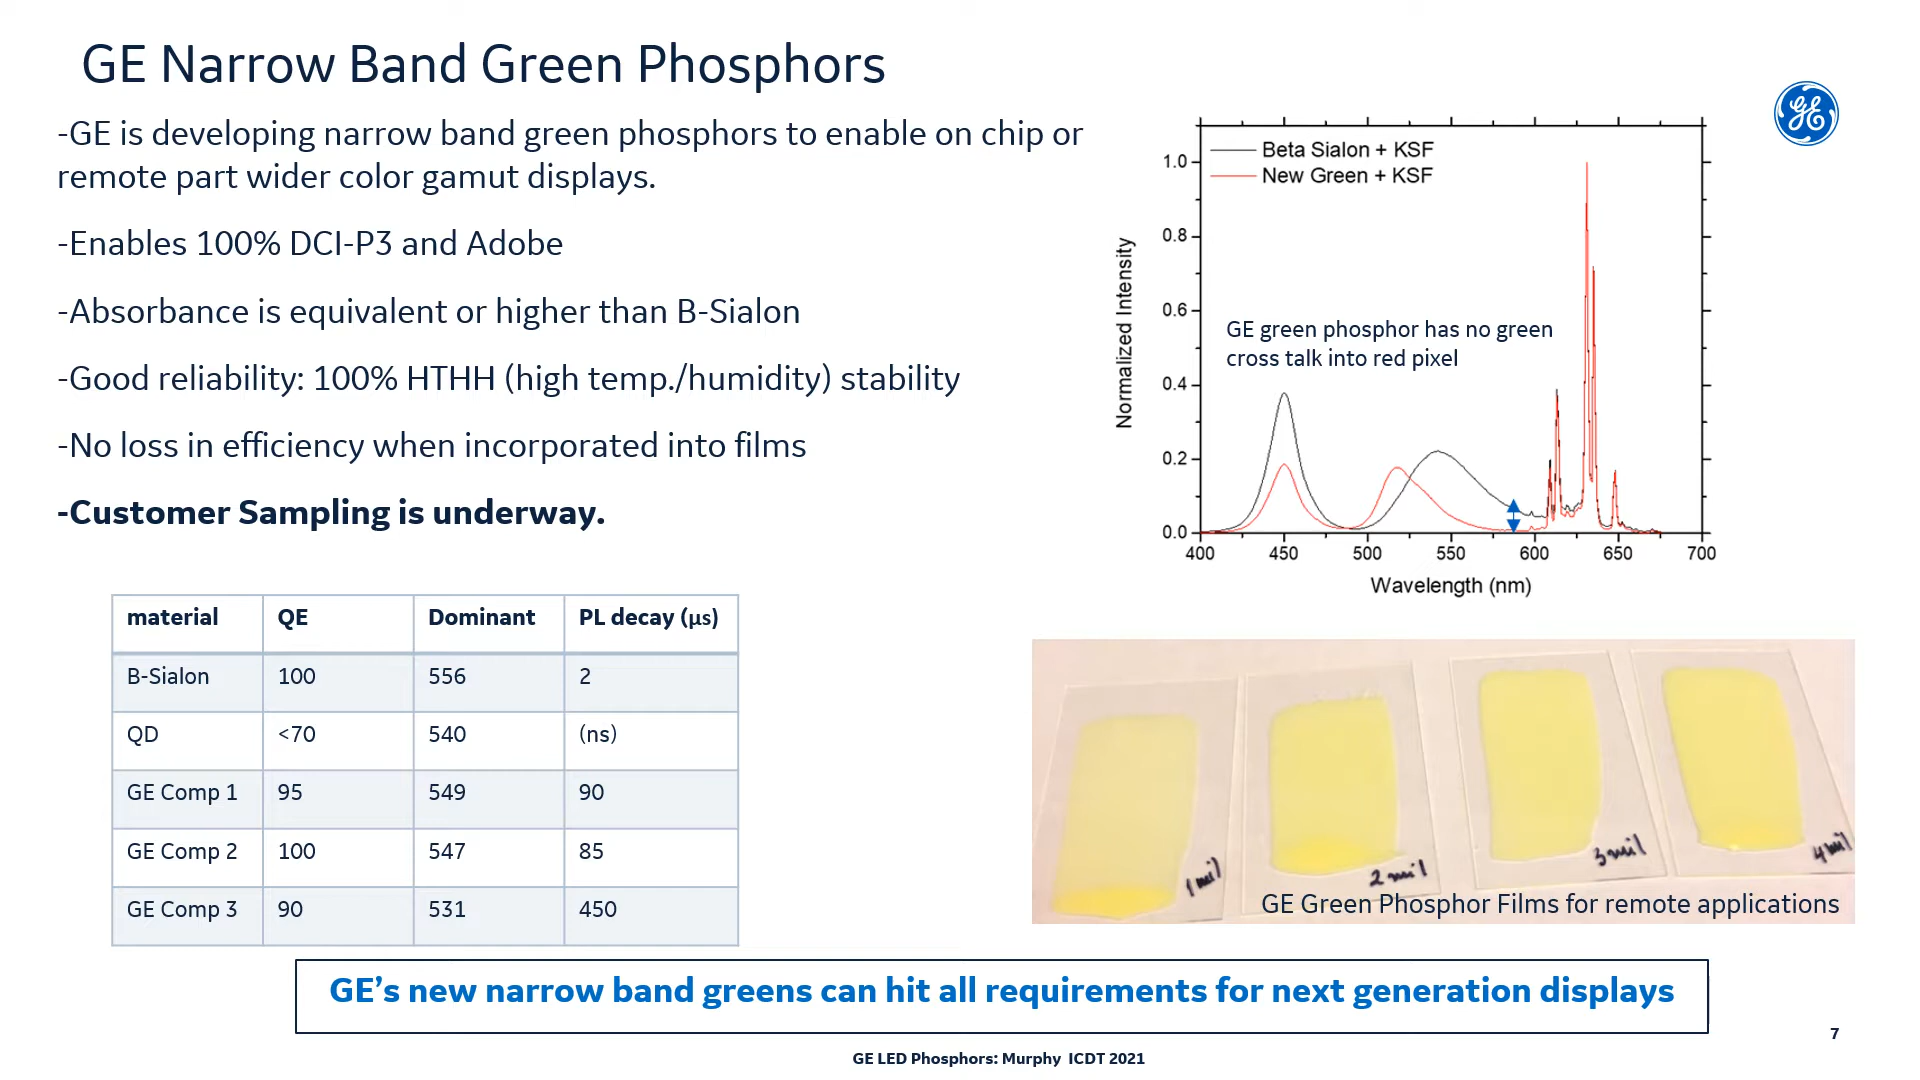 GE Narrow Band Green Phosphors
-GE is developing narrow band green phosphors to enable on chip or
remote part wider color gamut displays.
-Enables 100% DCI-P3 and Adobe
-Absorbance is equivalent or higher than B-Sialon
-Good reliability: 100% HTHH (high temp./humidity) stability
-No loss in efficiency when incorporated into films
-Customer Sampling is underway.
GE
Beta Sialon + KSF
New Green + KSF
GE green phosphor has no green
cross talk into red pixel
Normalized Intensity
1.0
0.8
0.6
0.4
0.2
0.0
400 450 500 550 600 650 700
Wavelength (nm)
material QE Dominant PL decay (µs)
B-Sialon 100 556 2
QD <70 540 (ns)
GE Comp 1 95 549 90
GE Comp 2 100 547 85
GE Comp 3 90 531 450
1 mil
2 mil
3 mil
4 mil
GE Green Phosphor Films for remote applications
GE's new narrow band greens can hit all requirements for next generation displays
7
GE LED Phosphors: Murphy ICDT 2021